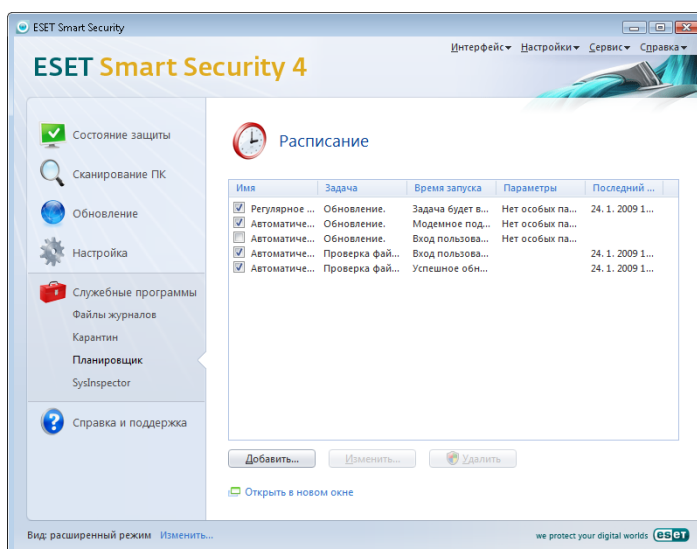 ESET Smart Security
Интерфейс Настройки Сервис Справка
ESET Smart Security 4
Состояние защиты
Сканирование ПК
Обновление
Настройка
Служебные программы
Файлы журналов
Карантин
Планировщик
SysInspector
Справка и поддержка
Расписание
Имя Задача Время запуска Параметры Последний ...
Регулярное ... Обновление. Задача будет в... Нет особых па... 24. 1. 2009 1...
Автоматиче... Обновление. Модемное под... Нет особых па... 24. 1. 2009 1...
Автоматиче... Обновление. Вход пользова... Нет особых па...
Автоматиче... Проверка фай... Вход пользова... 24. 1. 2009 1...
Автоматиче... Проверка фай... Успешное обн... 24. 1. 2009 1...
Добавить... Изменить... Удалить
Открыть в новом окне
Вид: расширенный режим Изменить...
we protect your digital worlds eseT